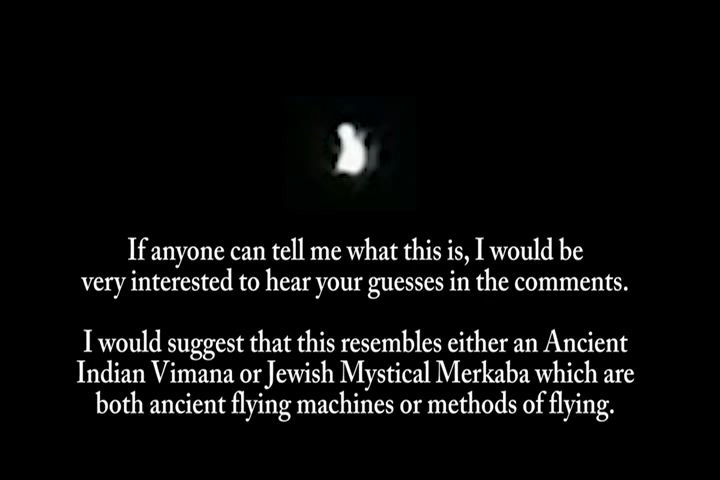 If anyone can tell me what this is, I would be
very interested to hear your guesses in the comments.
I would suggest that this resembles either an Ancient
Indian Vimana or Jewish Mystical Merkaba which are
both ancient flying machines or methods of flying.